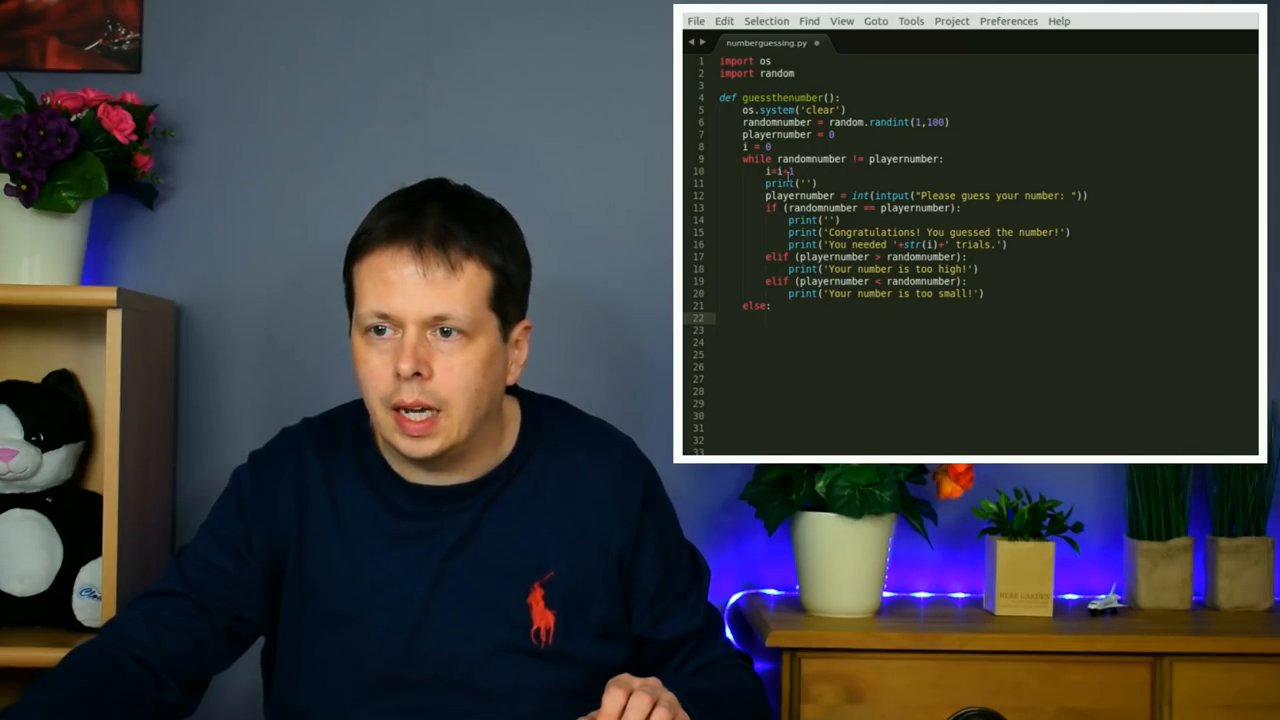 File Edit Selection Find View Goto Tools Project Preferences Help
numberguessing.py
1 import os
2 import random
3
4 def guessthenumber():
5 os.system('clear')
6 randomnumber = random.randint(1,100)
7 playernumber = 0
8 i = 0
9 while randomnumber != playernumber:
10 i=i+1
11 print('')
12 playernumber = int(intput("Please guess your number: "))
13 if (randomnumber == playernumber):
14 print('')
15 print('Congratulations! You guessed the number!')
16 print('You needed '+str(i)+' trials.')
17 elif (playernumber > randomnumber):
18 print('Your number is too high!')
19 elif (playernumber < randomnumber):
20 print('Your number is too small!')
21 else:
22
23
24
25
26
27
28
29
30
31
32
33
HERB GARDEN